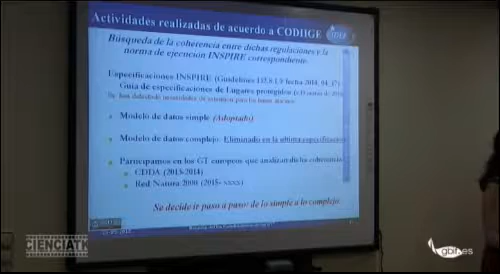 Actividades realizadas de acuerdo a CODIIGE
Búsqueda de la coherencia entre dichas regulaciones y la
norma de ejecución INSPIRE correspondiente.
Especificaciones INSPIRE (Guidelines
Guía de especificaciones de Lugares protegidos
Modelo de datos simple (Adoptado)
Modelo de datos complejo: Eliminado en la última especificación
Participamos en los GT europeos que analizan dicha coherencia
CDDA (2013-2014)
Red Natura 2000 (2015-
Se decide ir paso a paso: de lo simple a lo complejo
CIENCIATK
gbif.es